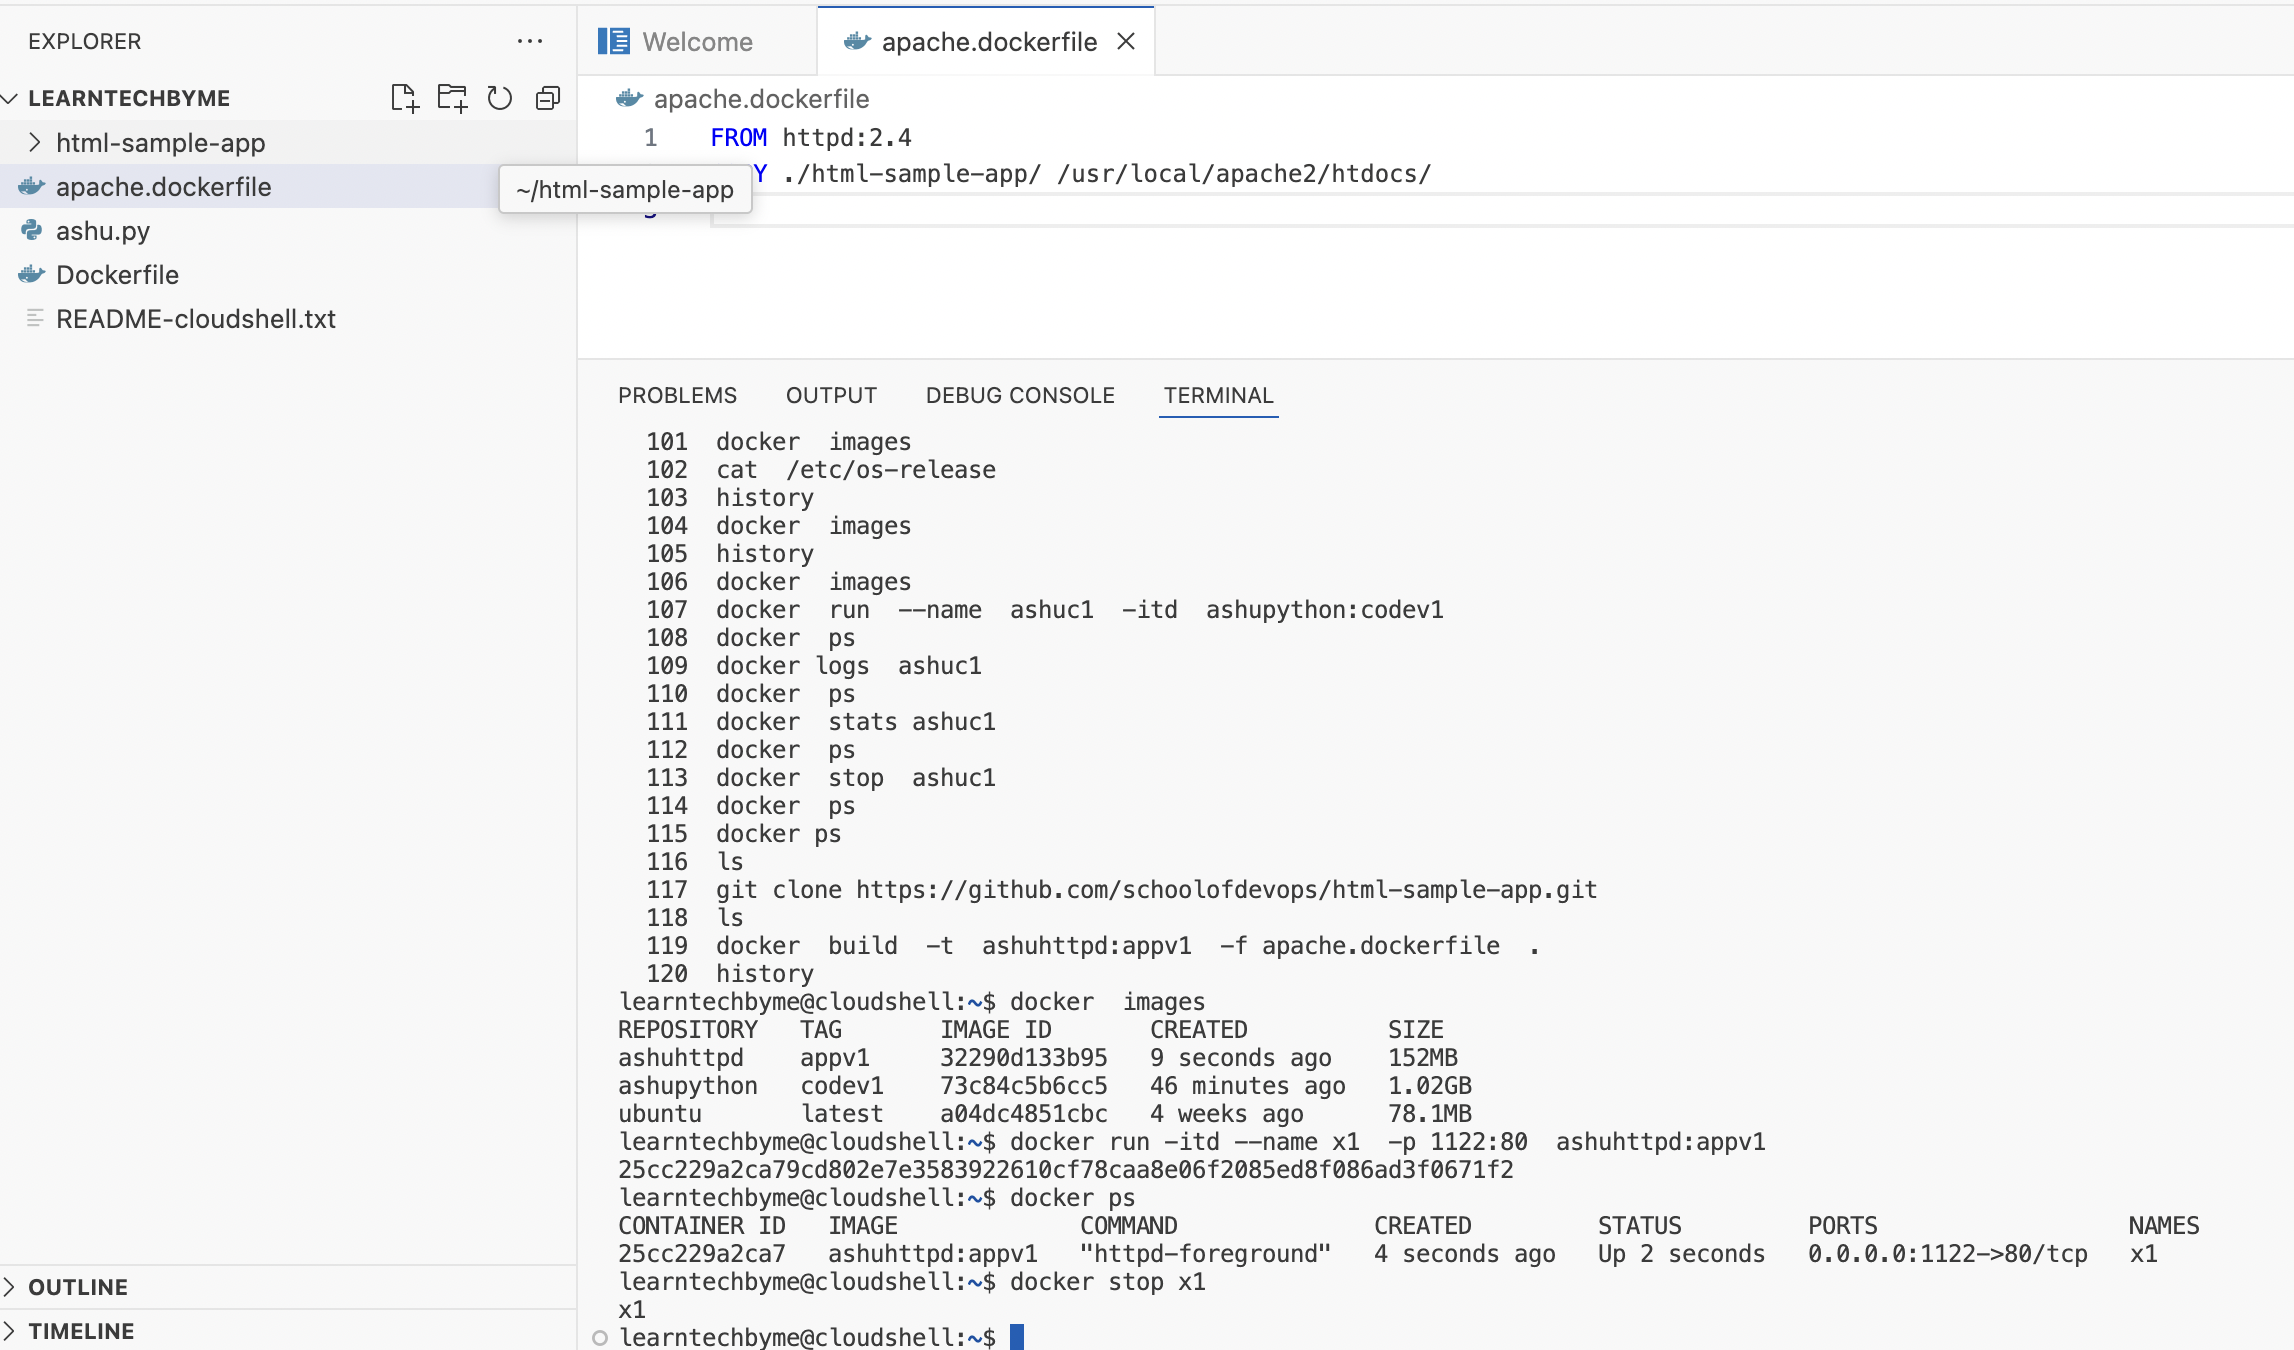 EXPLORER
LEARNTECHBYME
html-sample-app
apache.dockerfile
ashu.py
Dockerfile
README-cloudshell.txt
OUTLINE
TIMELINE
Welcome
apache.dockerfile
apache.dockerfile
1 FROM httpd:2.4
Y ./html-sample-app/ /usr/local/apache2/htdocs/
~/html-sample-app
PROBLEMS OUTPUT DEBUG CONSOLE TERMINAL
101 docker  images
102 cat  /etc/os-release
103 history
104 docker  images
105 history
106 docker  images
107 docker  run  --name  ashuc1  -itd  ashupython:codev1
108 docker  ps
109 docker logs  ashuc1
110 docker  ps
111 docker  stats ashuc1
112 docker  ps
113 docker  stop  ashuc1
114 docker  ps
115 docker ps
116 ls
117 git clone https://github.com/schoolofdevops/html-sample-app.git
118 ls
119 docker  build  -t  ashuhttpd:appv1  -f apache.dockerfile  .
120 history
learntechbyme@cloudshell:~$ docker  images
REPOSITORY   TAG       IMAGE ID       CREATED          SIZE
ashuhttpd    appv1     32290d133b95   9 seconds ago    152MB
ashupython   codev1    73c84c5b6cc5   46 minutes ago   1.02GB
ubuntu       latest    a04dc4851cbc   4 weeks ago      78.1MB
learntechbyme@cloudshell:~$ docker run -itd --name x1  -p 1122:80  ashuhttpd:appv1
25cc229a2ca79cd802e7e3583922610cf78caa8e06f2085ed8f086ad3f0671f2
learntechbyme@cloudshell:~$ docker ps
CONTAINER ID   IMAGE             COMMAND              CREATED         STATUS         PORTS                  NAMES
25cc229a2ca7   ashuhttpd:appv1   "httpd-foreground"   4 seconds ago   Up 2 seconds   0.0.0.0:1122->80/tcp   x1
learntechbyme@cloudshell:~$ docker stop x1
x1
learntechbyme@cloudshell:~$